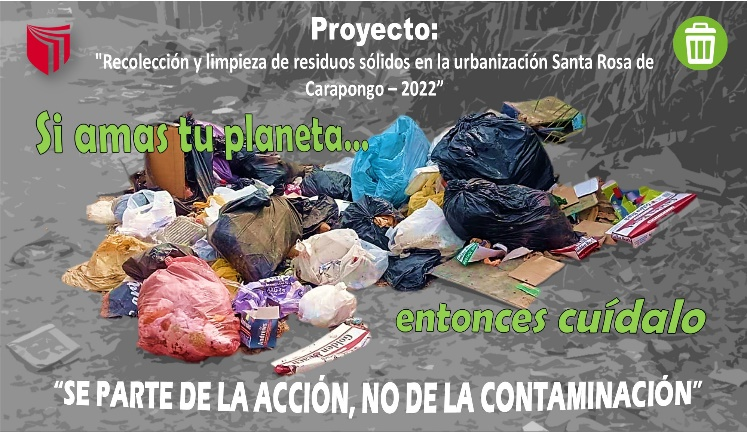 Proyecto:
"Recolección y limpieza de residuos sólidos en la urbanización Santa Rosa de
Carapongo – 2022”
Si amas tu planeta...
entonces cuídalo
“SE PARTE DE LA ACCIÓN, NO DE LA CONTAMINACIÓN”